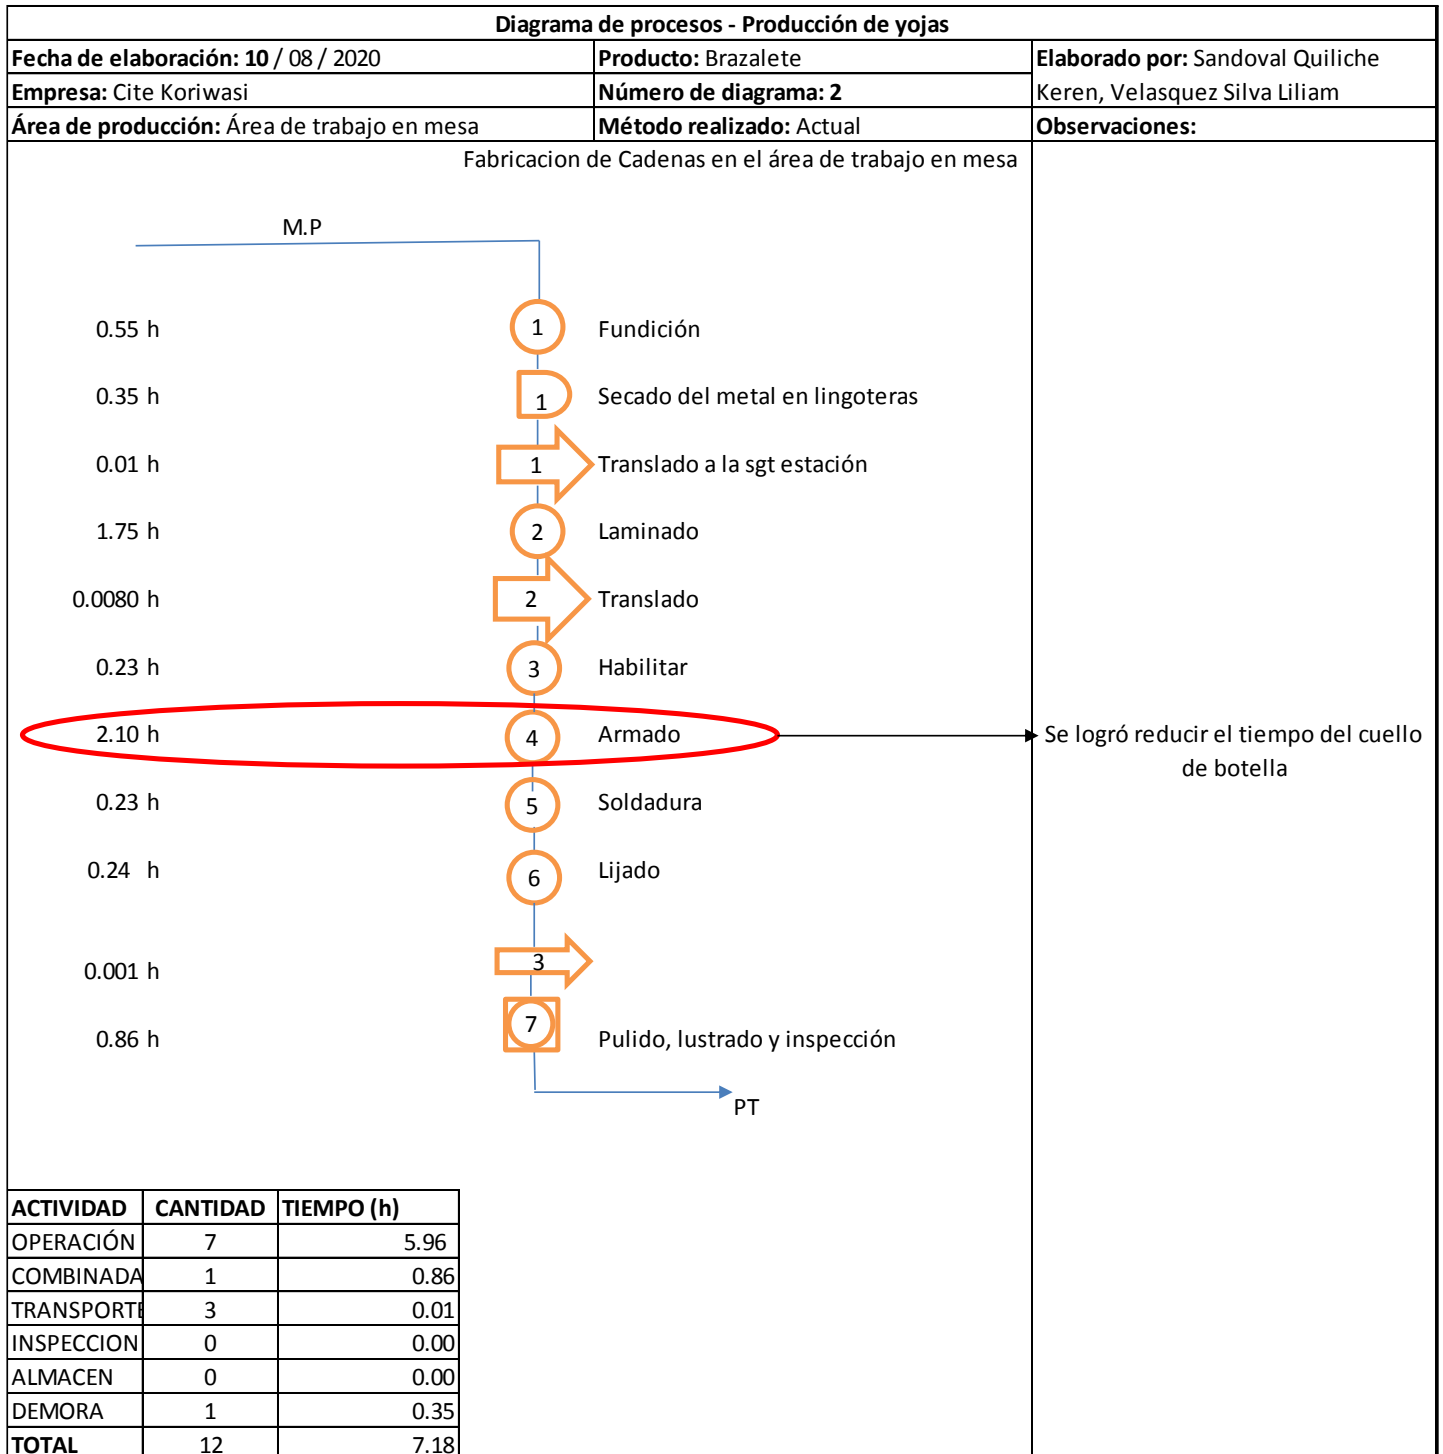 Diagrama de procesos - Producción de yojas
Fecha de elaboración: 10 / 08 / 2020 Producto: Brazalete Elaborado por: Sandoval Quiliche
Empresa: Cite Koriwasi Número de diagrama: 2 Keren, Velasquez Silva Liliam
Área de producción: Área de trabajo en mesa Método realizado: Actual Observaciones:
Fabricacion de Cadenas en el área de trabajo en mesa
M.P
0.55 h 1 Fundición
0.35 h 1 Secado del metal en lingoteras
0.01 h 1 Translado a la sgt estación
1.75 h 2 Laminado
0.0080 h 2 Translado
0.23 h 3 Habilitar
2.10 h 4 Armado Se logró reducir el tiempo del cuello
de botella
0.23 h 5 Soldadura
0.24 h 6 Lijado
0.001 h 3
0.86 h 7 Pulido, lustrado y inspección
PT
ACTIVIDAD CANTIDAD TIEMPO (h)
OPERACIÓN 7 5.96
COMBINADA 1 0.86
TRANSPORTE 3 0.01
INSPECCION 0 0.00
ALMACEN 0 0.00
DEMORA 1 0.35
TOTAL 12 7.18